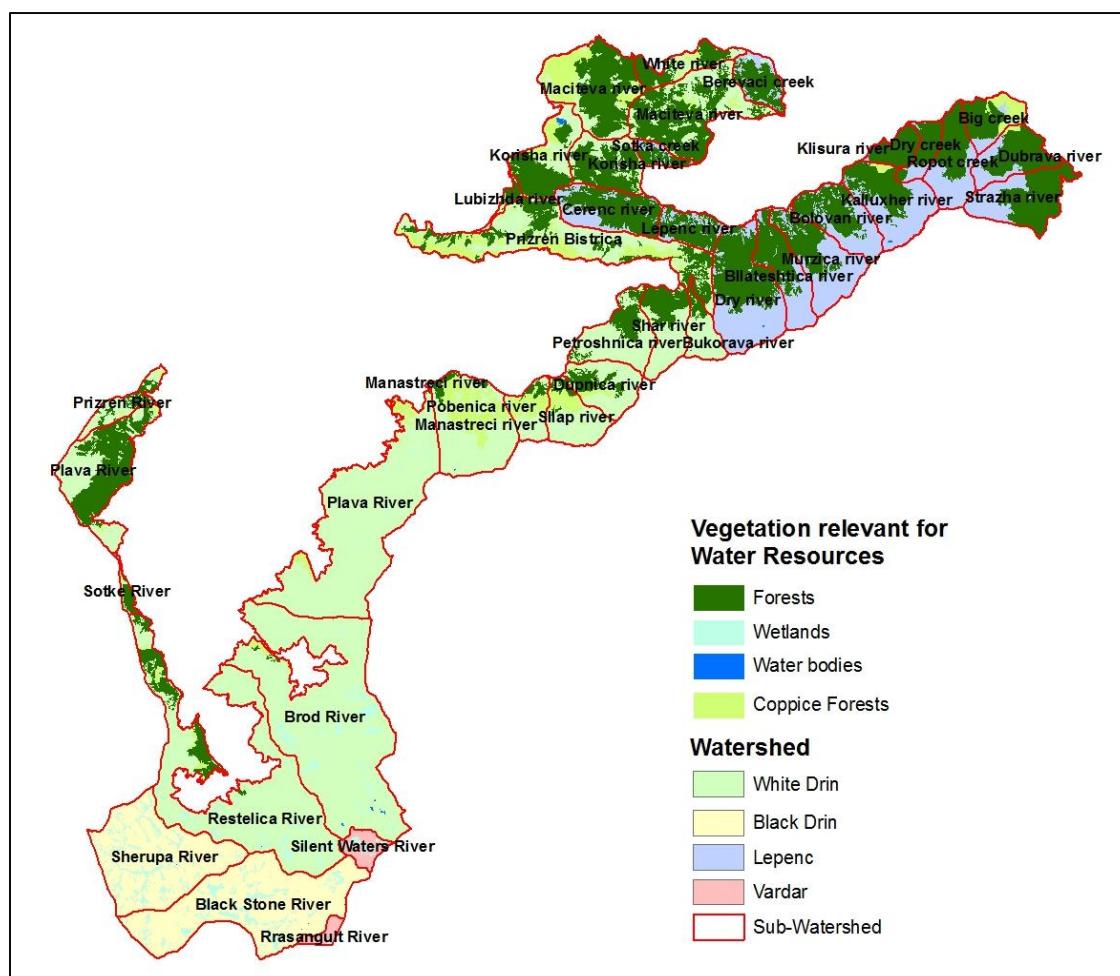 White river
Berevaci creek
Maciteva river
Maciteva river
Big creek
Sotka creek
Dry creek
Klisura river
Korisha river
Korisha river
Ropot creek
Dubrava river
Lubizhda river
Kaliuxher river
Strazha river
Cerenc river
Bolovan river
Lepenc river
Prizren Bistrica
Murzica river
Bllateshtica river
Dry river
Shar river
Petroshnica river
Bukorava river
Manastreci river
Dupnica river
Prizren River
Pobenica river
Sllap river
Manastreci river
Plava River
Plava River
Sotke River
Brod River
Restelica River
Silent Waters River
Sherupa River
Black Stone River
Rrasangult River
Vegetation relevant for
Water Resources
Forests
Wetlands
Water bodies
Coppice Forests
Watershed
White Drin
Black Drin
Lepenc
Vardar
Sub-Watershed